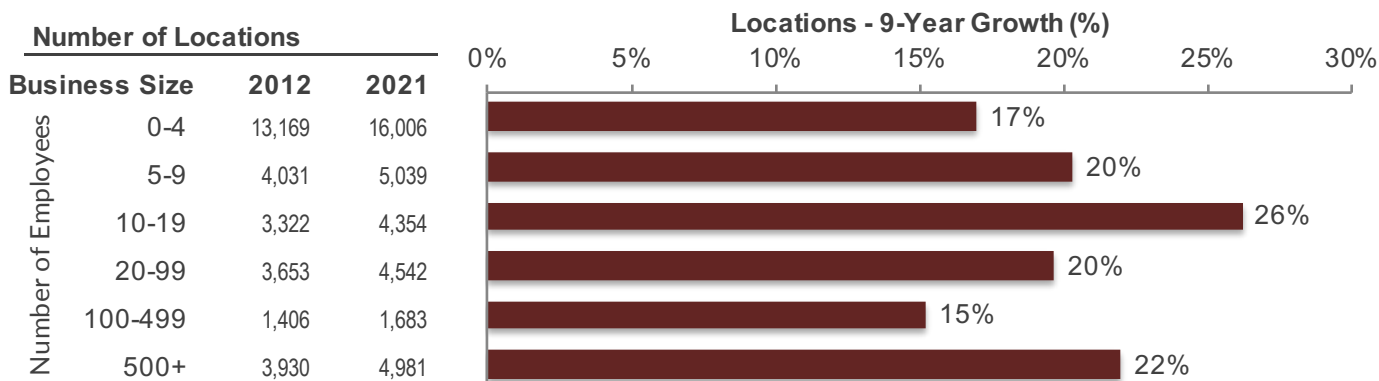 Locations - 9-Year Growth (%)
Number of Locations
0% 5% 10% 15% 20% 25% 30%
Business Size 2012 2021
Number of Employees
0-4 13,169 16,006 17%
5-9 4,031 5,039 20%
10-19 3,322 4,354 26%
20-99 3,653 4,542 20%
100-499 1,406 1,683 15%
500+ 3,930 4,981 22%